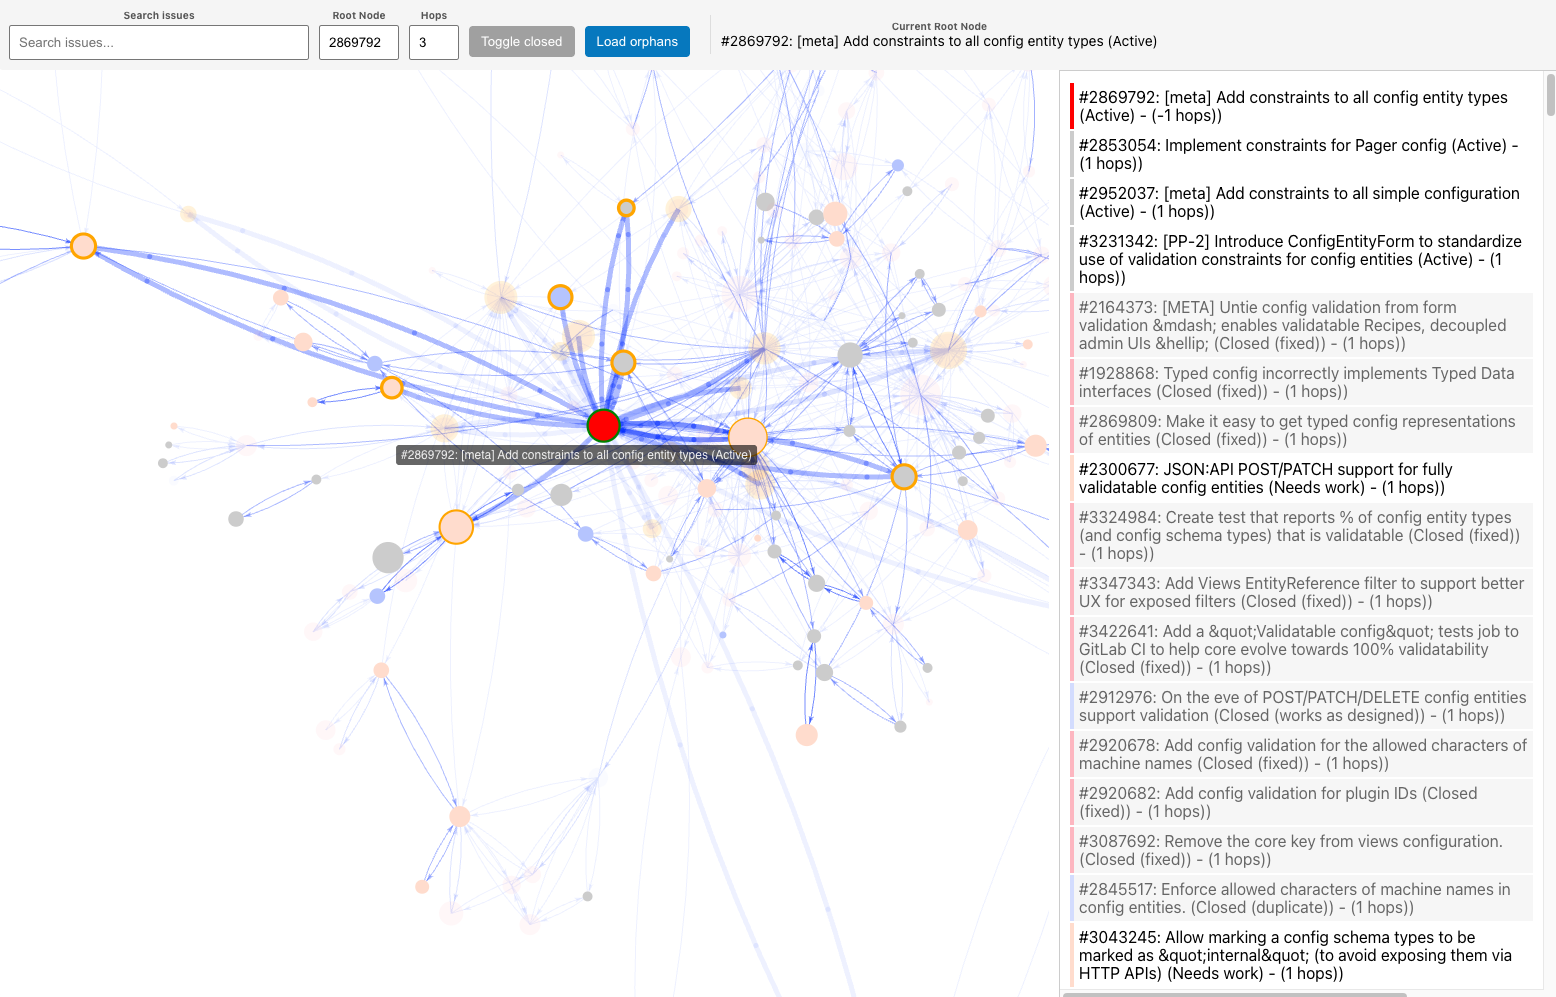 Search issues
Root Node
Hops
Current Root Node
Search issues...
2869792
3
Toggle closed
Load orphans
#2869792: [meta] Add constraints to all config entity types (Active)
#2869792: [meta] Add constraints to all config entity types (Active)
#2869792: [meta] Add constraints to all config entity types
(Active) - (-1 hops))
#2853054: Implement constraints for Pager config (Active) -
(1 hops))
#2952037: [meta] Add constraints to all simple configuration
(Active) - (1 hops))
#3231342: [PP-2] Introduce ConfigEntityForm to standardize
use of validation constraints for config entities (Active) - (1
hops))
#2164373: [META] Untie config validation from form
validation &mdash; enables validatable Recipes, decoupled
admin UIs &hellip; (Closed (fixed)) - (1 hops))
#1928868: Typed config incorrectly implements Typed Data
interfaces (Closed (fixed)) - (1 hops))
#2869809: Make it easy to get typed config representations
of entities (Closed (fixed)) - (1 hops))
#2300677: JSON:API POST/PATCH support for fully
validatable config entities (Needs work) - (1 hops))
#3324984: Create test that reports % of config entity types
(and config schema types) that is validatable (Closed (fixed))
- (1 hops))
#3347343: Add Views EntityReference filter to support better
UX for exposed filters (Closed (fixed)) - (1 hops))
#3422641: Add a &quot;Validatable config&quot; tests job to
GitLab CI to help core evolve towards 100% validatability
(Closed (fixed)) - (1 hops))
#2912976: On the eve of POST/PATCH/DELETE config entities
support validation (Closed (works as designed)) - (1 hops))
#2920678: Add config validation for the allowed characters of
machine names (Closed (fixed)) - (1 hops))
#2920682: Add config validation for plugin IDs (Closed
(fixed)) - (1 hops))
#3087692: Remove the core key from views configuration.
(Closed (fixed)) - (1 hops))
#2845517: Enforce allowed characters of machine names in
config entities. (Closed (duplicate)) - (1 hops))
#3043245: Allow marking a config schema types to be
marked as &quot;internal&quot; (to avoid exposing them via
HTTP APIs) (Needs work) - (1 hops))